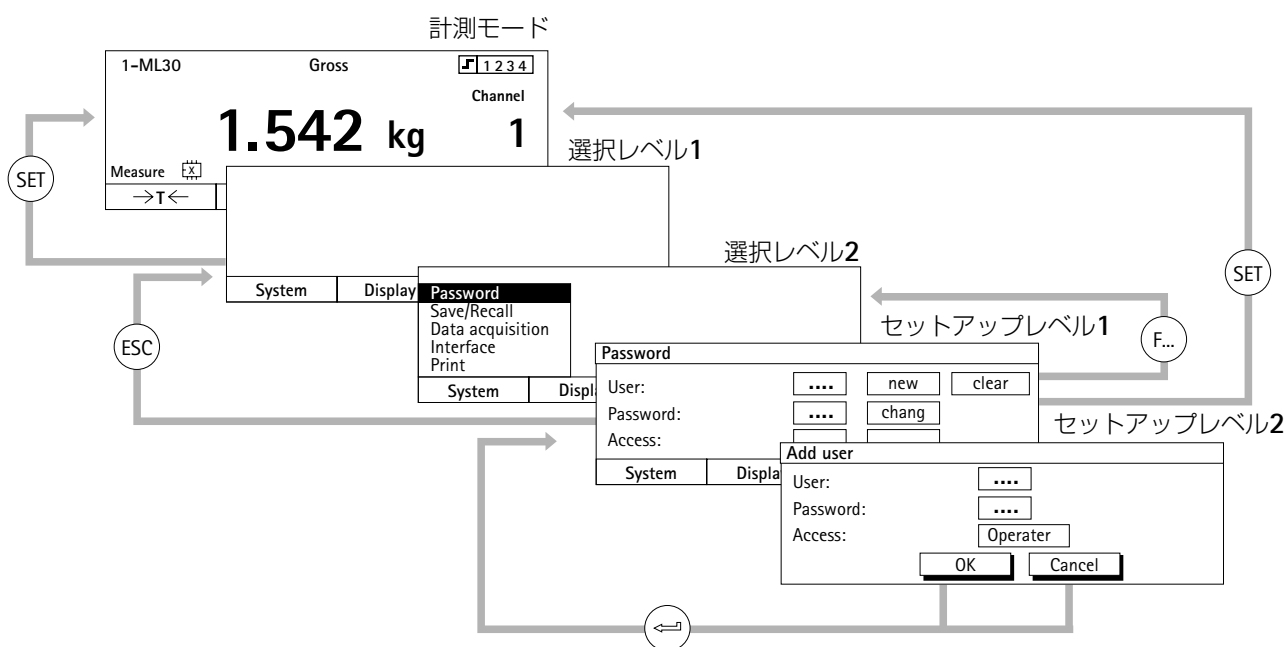 計測モード
1-ML30 Gross 1 2 3 4
Channel
1.542 kg 1
Measure X
→T←
SET
選択レベル1
System Display
選択レベル2
Password
Save/Recall
Data acquisition
Interface
Print
System Displ
ESC
SET
F...
セットアップレベル1
Password
User: .... new clear
Password: .... chang
Access:
System Displa
セットアップレベル2
Add user
User: ....
Password: ....
Access: Operater
OK Cancel